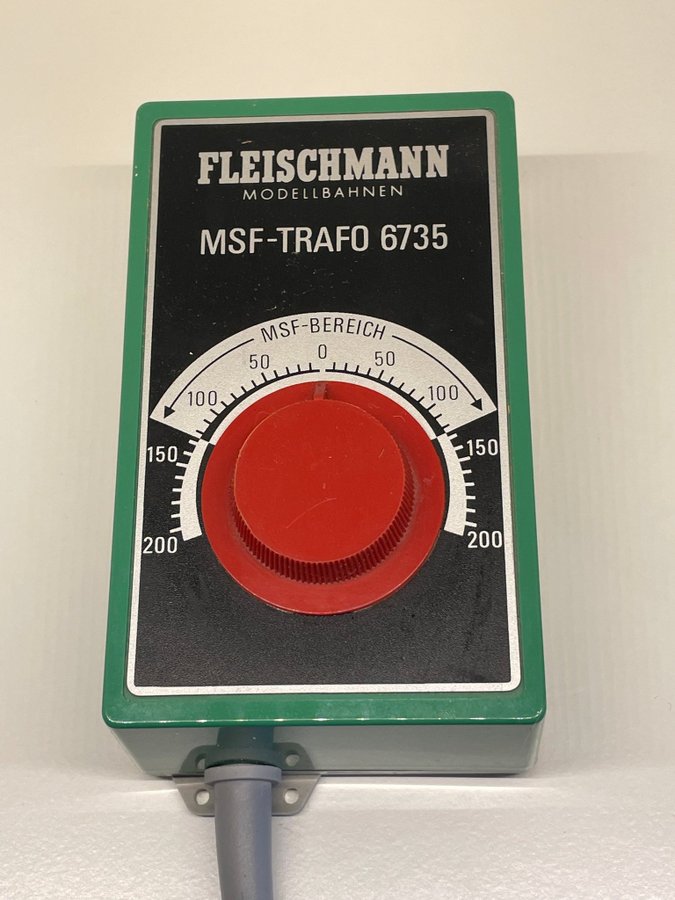 FLEISCHMANN
MODELLBAHNEN
MSF-TRAFO 6735
MSF-BEREICH
50 0 50
100 100
150 150
200 200